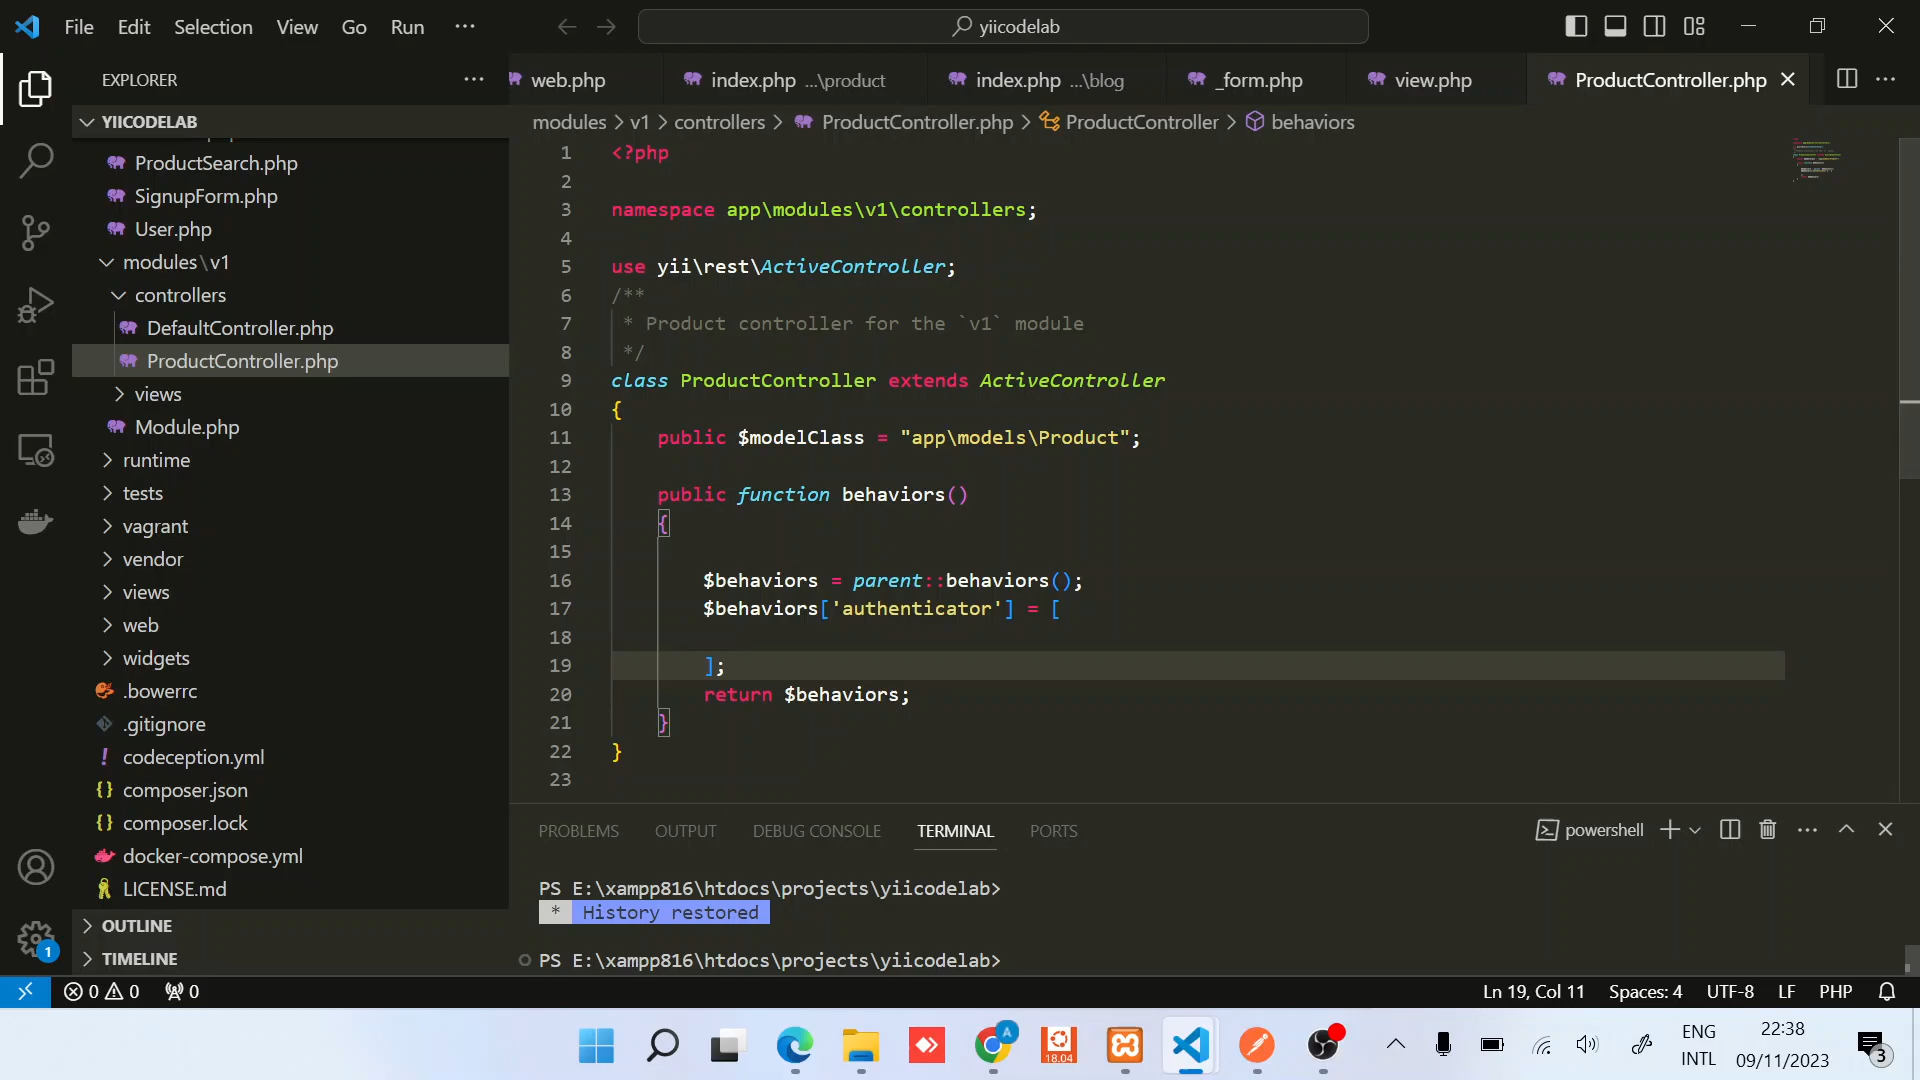 File Edit Selection View Go Run ···
yiicodelab
EXPLORER
web.php index.php ...\product index.php ...\blog _form.php view.php ProductController.php
YIICODELAB
modules > v1 > controllers > ProductController.php > ProductController > behaviors
ProductSearch.php
SignupForm.php
User.php
modules\v1
controllers
DefaultController.php
ProductController.php
views
Module.php
runtime
tests
vagrant
vendor
views
web
widgets
.bowerrc
.gitignore
codeception.yml
composer.json
composer.lock
docker-compose.yml
LICENSE.md
OUTLINE
TIMELINE
1 <?php
2
3 namespace app\modules\v1\controllers;
4
5 use yii\rest\ActiveController;
6 /**
7 * Product controller for the `v1` module
8 */
9 class ProductController extends ActiveController
10 {
11 public $modelClass = "app\models\Product";
12
13 public function behaviors()
14 {
15
16 $behaviors = parent::behaviors();
17 $behaviors['authenticator'] = [
18
19 ];
20 return $behaviors;
21 }
22 }
23
PROBLEMS OUTPUT DEBUG CONSOLE TERMINAL PORTS
powershell
PS E:\xampp816\htdocs\projects\yiicodelab>
* History restored
PS E:\xampp816\htdocs\projects\yiicodelab>
1
0 0 0
Ln 19, Col 11 Spaces: 4 UTF-8 LF PHP
A
18.04
ENG
INTL
22:38
09/11/2023
3